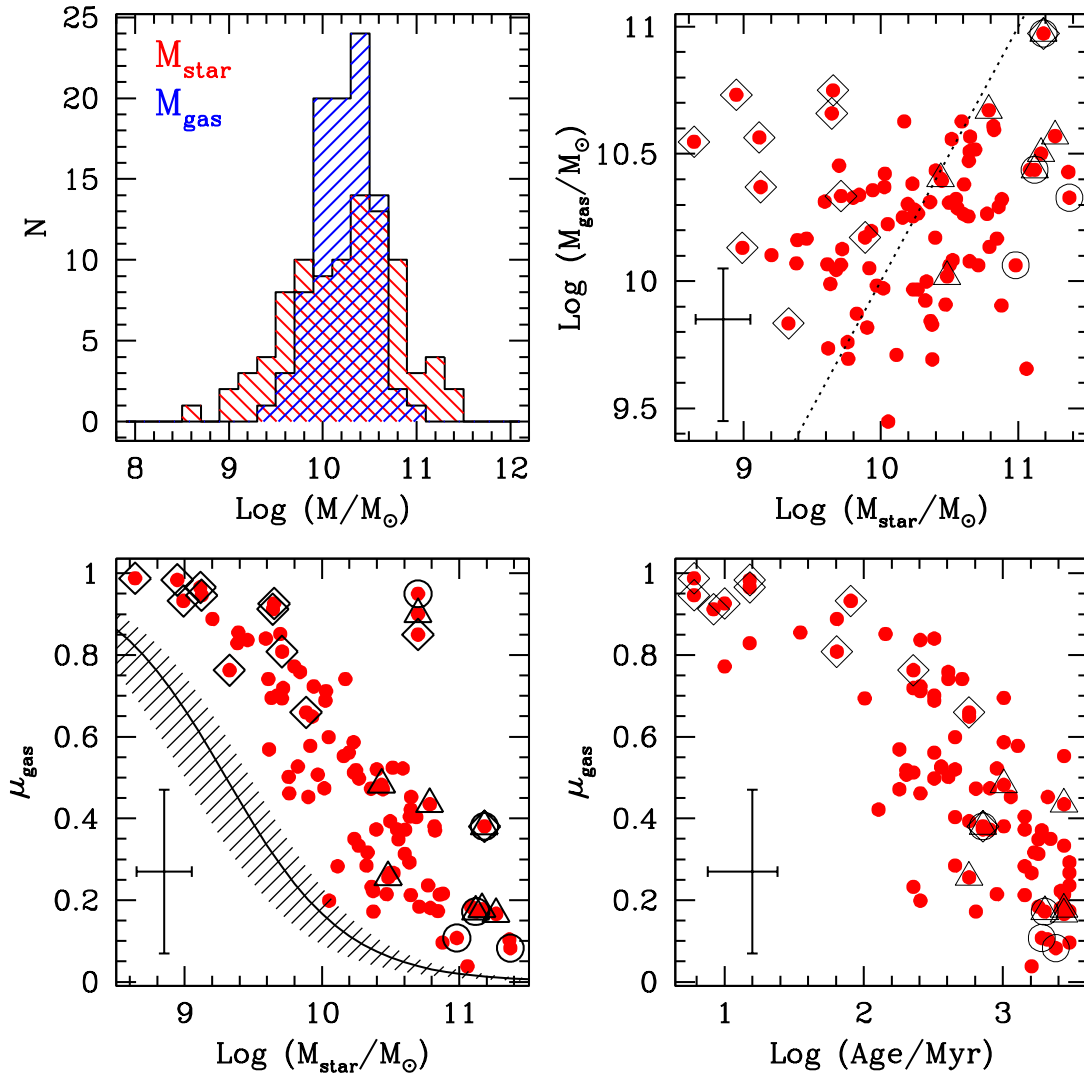 25
20
15
10
5
0
N
M_star
M_gas
8 9 10 11 12
Log (M/M_⊙)
11
10.5
10
9.5
Log (M_gas/M_⊙)
9 10 11
Log (M_star/M_⊙)
1
0.8
0.6
0.4
0.2
0
μ_gas
9 10 11
Log (M_star/M_⊙)
1
0.8
0.6
0.4
0.2
0
μ_gas
1 2 3
Log (Age/Myr)